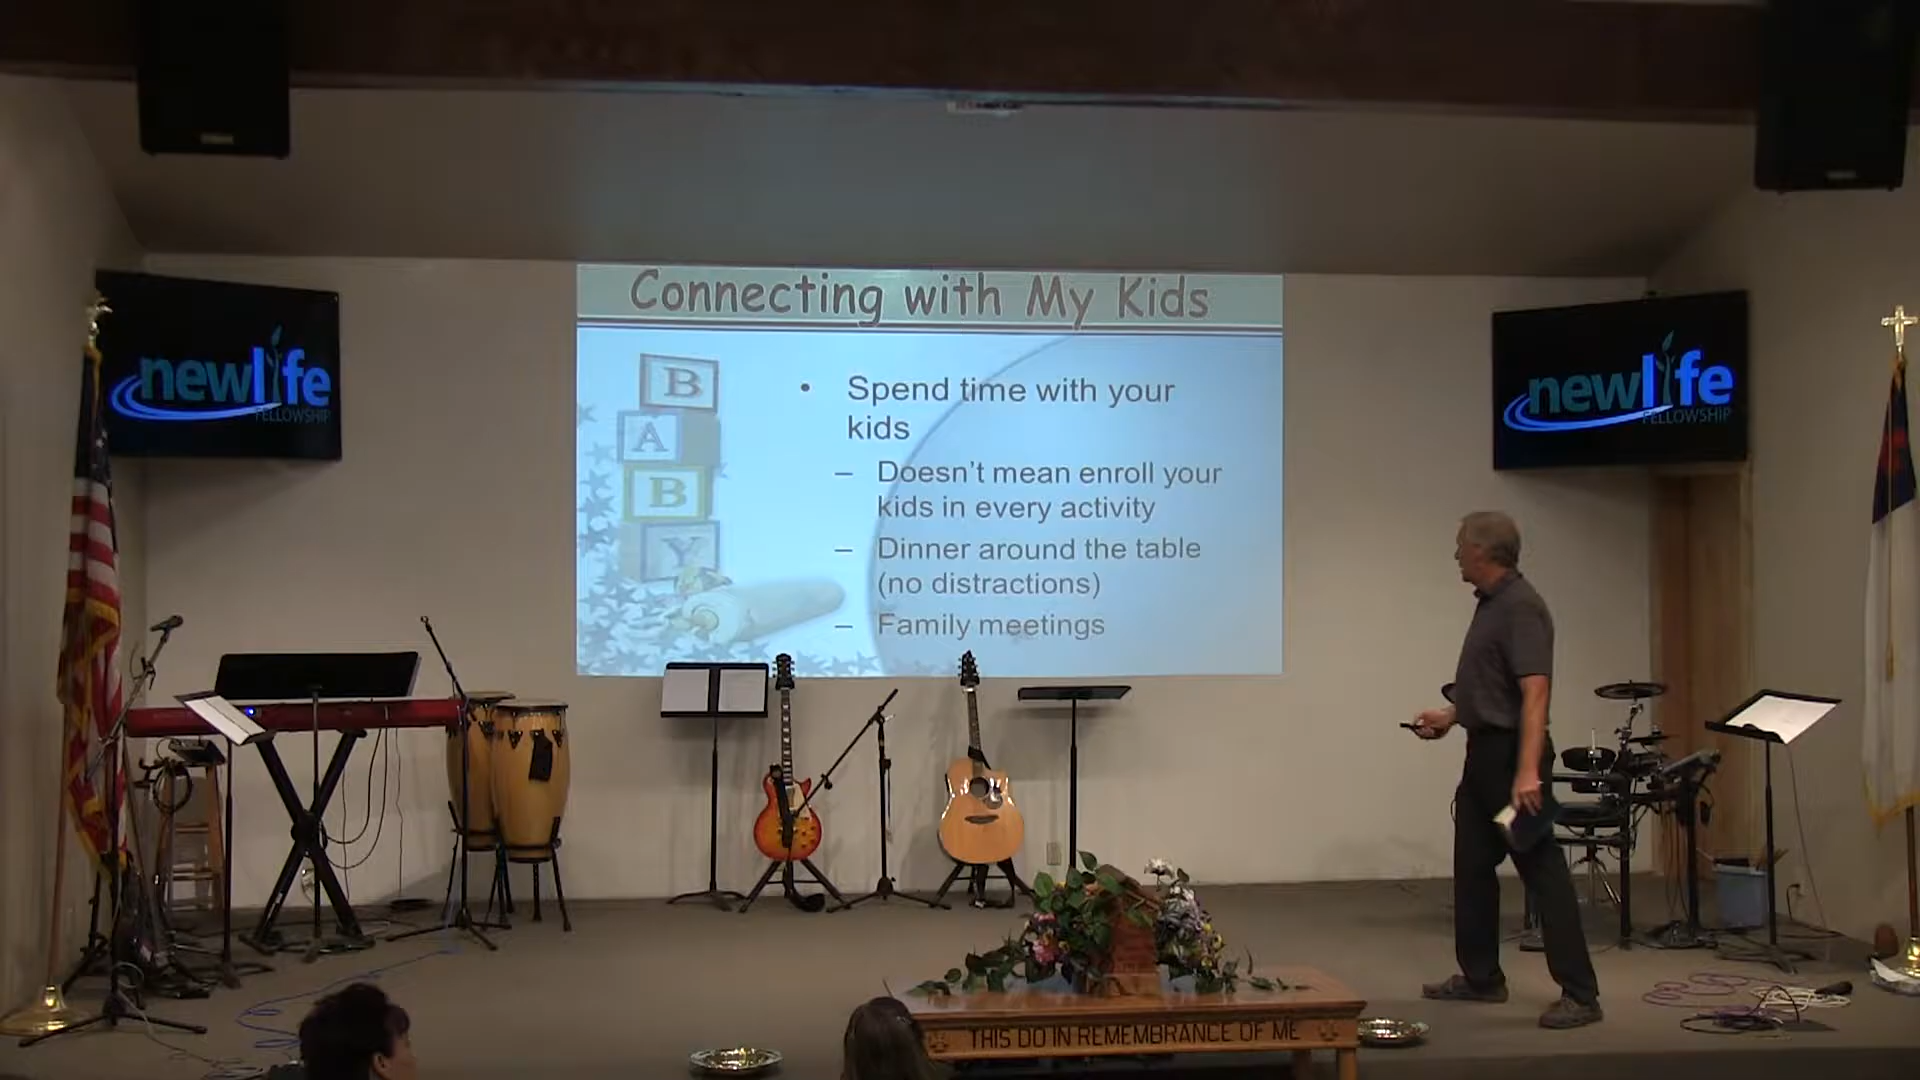 Connecting with My Kids
newlife
FELLOWSHIP
newlife
FELLOWSHIP
B
A
B
Y
• Spend time with your
kids
– Doesn't mean enroll your
kids in every activity
– Dinner around the table
(no distractions)
– Family meetings
THIS DO IN REMEMBRANCE OF ME